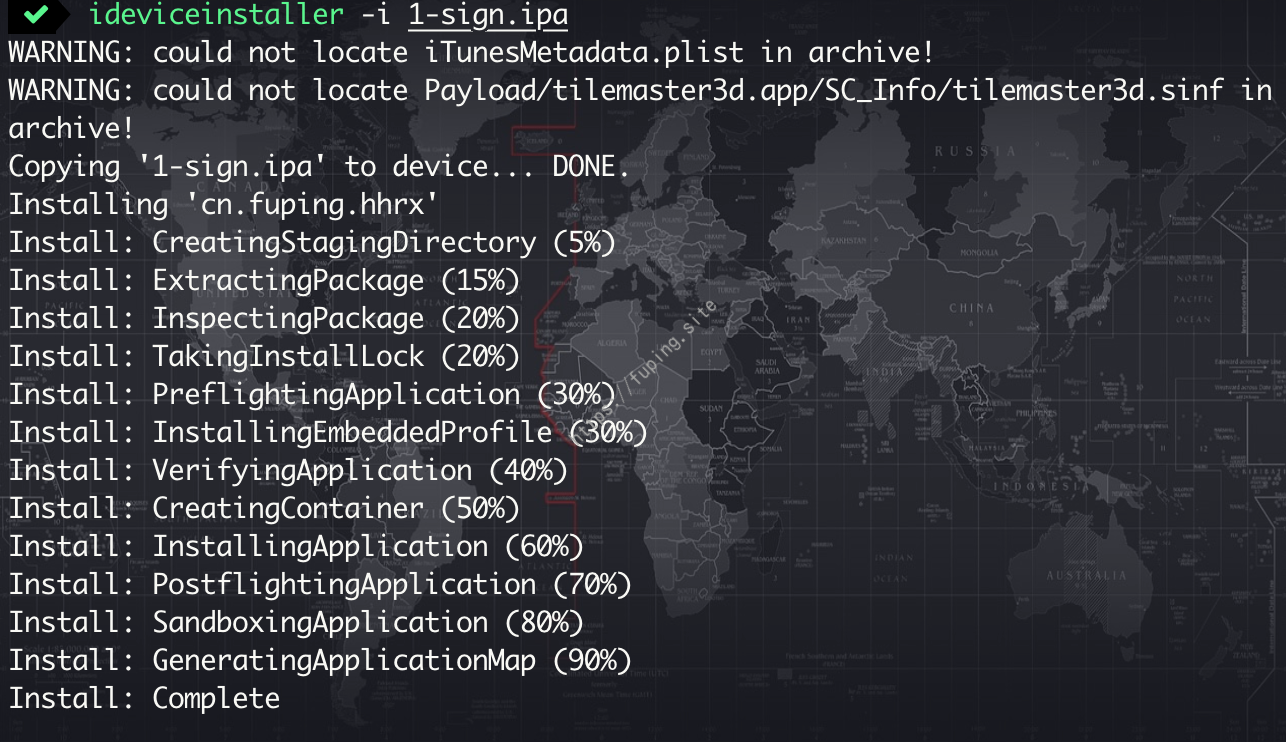 ✔ ideviceinstaller -i 1-sign.ipa
WARNING: could not locate iTunesMetadata.plist in archive!
WARNING: could not locate Payload/tilemaster3d.app/SC_Info/tilemaster3d.sinf in
archive!
Copying '1-sign.ipa' to device... DONE.
Installing 'cn.fuping.hhrx'
Install: CreatingStagingDirectory (5%)
Install: ExtractingPackage (15%)
Install: InspectingPackage (20%)
Install: TakingInstallLock (20%)
Install: PreflightingApplication (30%)
Install: InstallingEmbeddedProfile (30%)
Install: VerifyingApplication (40%)
Install: CreatingContainer (50%)
Install: InstallingApplication (60%)
Install: PostflightingApplication (70%)
Install: SandboxingApplication (80%)
Install: GeneratingApplicationMap (90%)
Install: Complete
https://fuping.site
CANADA
RUSSIA
UNITED STATES
KAZAKHSTAN
MONGOLIA
CHINA
NORTH
PACIFIC
OCEAN
ALGERIA
EGYPT
SAUDI
ARABIA
IRAN
INDIA
SUDAN
PHILIPPINES
INDONESIA
INDIAN
OCEAN
AUSTRALIA